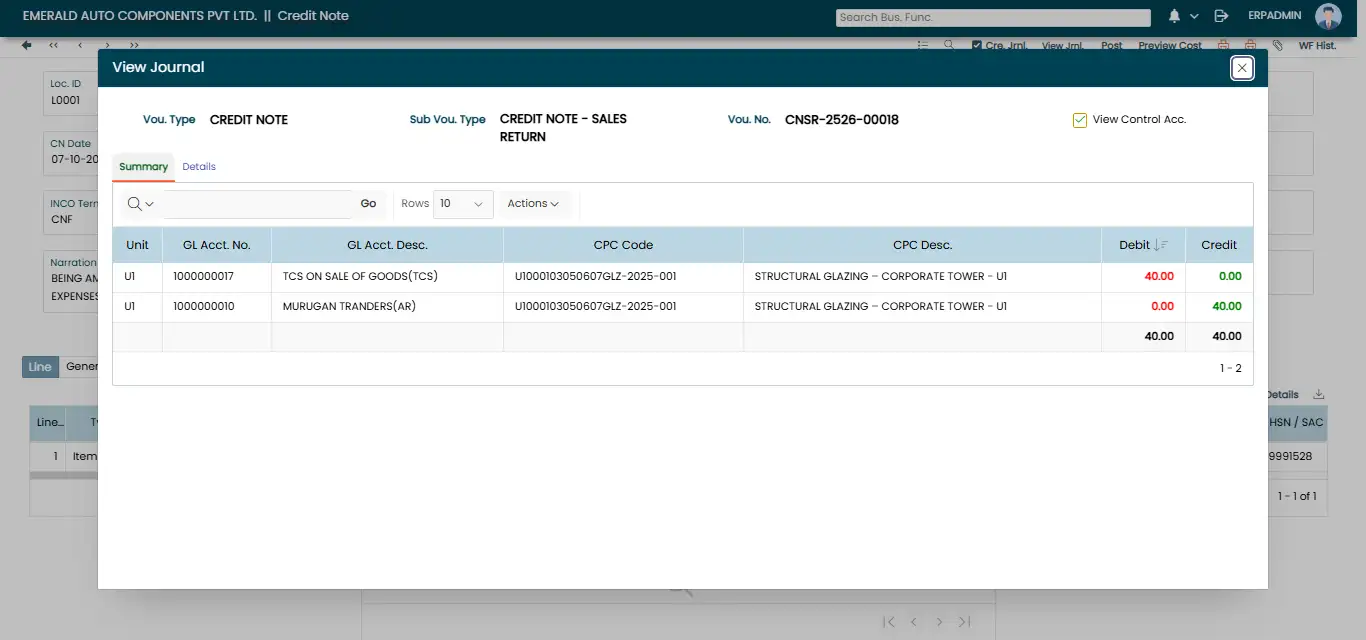 EMERALD AUTO COMPONENTS PVT LTD. || Credit Note
Search Bus. Func.
ERPADMIN
Cre. Jrnl. View Jrnl. Post Preview Cost WF Hist.
View Journal
Loc. ID
L0001
CN Date
07-10-20
INCO Tern
CNF
Narration
BEING AM
EXPENSES
Vou. Type CREDIT NOTE
Sub Vou. Type CREDIT NOTE - SALES
RETURN
Vou. No. CNSR-2526-00018
View Control Acc.
Summary Details
Go Rows 10 Actions
Unit GL Acct. No. GL Acct. Desc. CPC Code CPC Desc. Debit Credit
U1 1000000017 TCS ON SALE OF GOODS(TCS) U1000103050607GLZ-2025-001 STRUCTURAL GLAZING – CORPORATE TOWER - U1 40.00 0.00
U1 1000000010 MURUGAN TRANDERS(AR) U1000103050607GLZ-2025-001 STRUCTURAL GLAZING – CORPORATE TOWER - U1 0.00 40.00
40.00 40.00
1 - 2
Line Gener
Details
Line... Ty HSN / SAC
1 Item 9991528
1 - 1 of 1